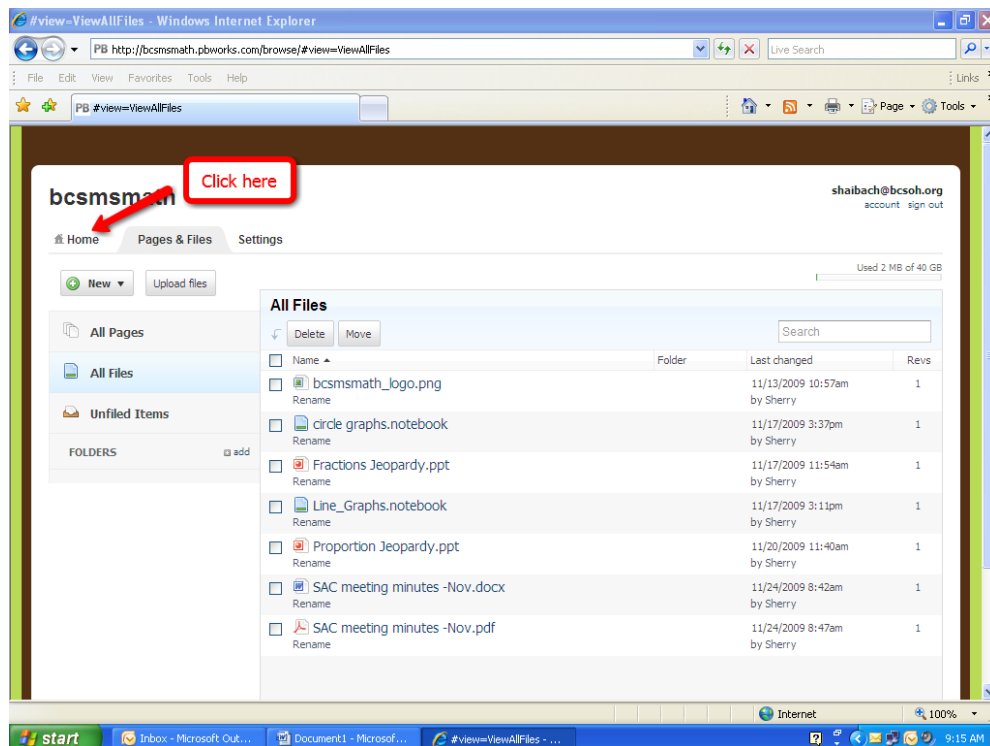 #view=ViewAllFiles - Windows Internet Explorer
PB http://bcsmsmath.pbworks.com/browse/#view=ViewAllFiles
Live Search
File Edit View Favorites Tools Help
Links
PB #view=ViewAllFiles
Page Tools
Click here
bcsmsmath
shaibach@bcsoh.org
account sign out
Home Pages & Files Settings
Used 2 MB of 40 GB
New Upload files
All Files
All Pages
Delete Move
Search
Name Folder Last changed Revs
All Files
bcsmsmath_logo.png 11/13/2009 10:57am 1
Rename by Sherry
Unfiled Items
circle graphs.notebook 11/17/2009 3:37pm 1
Rename by Sherry
FOLDERS add
Fractions Jeopardy.ppt 11/17/2009 11:54am 1
Rename by Sherry
Line_Graphs.notebook 11/17/2009 3:11pm 1
Rename by Sherry
Proportion Jeopardy.ppt 11/20/2009 11:40am 1
Rename by Sherry
SAC meeting minutes -Nov.docx 11/24/2009 8:42am 1
Rename by Sherry
SAC meeting minutes -Nov.pdf 11/24/2009 8:47am 1
Rename by Sherry
Internet 100%
start Inbox - Microsoft Out... Document1 - Microsof... #view=ViewAllFiles - ... 9:15 AM